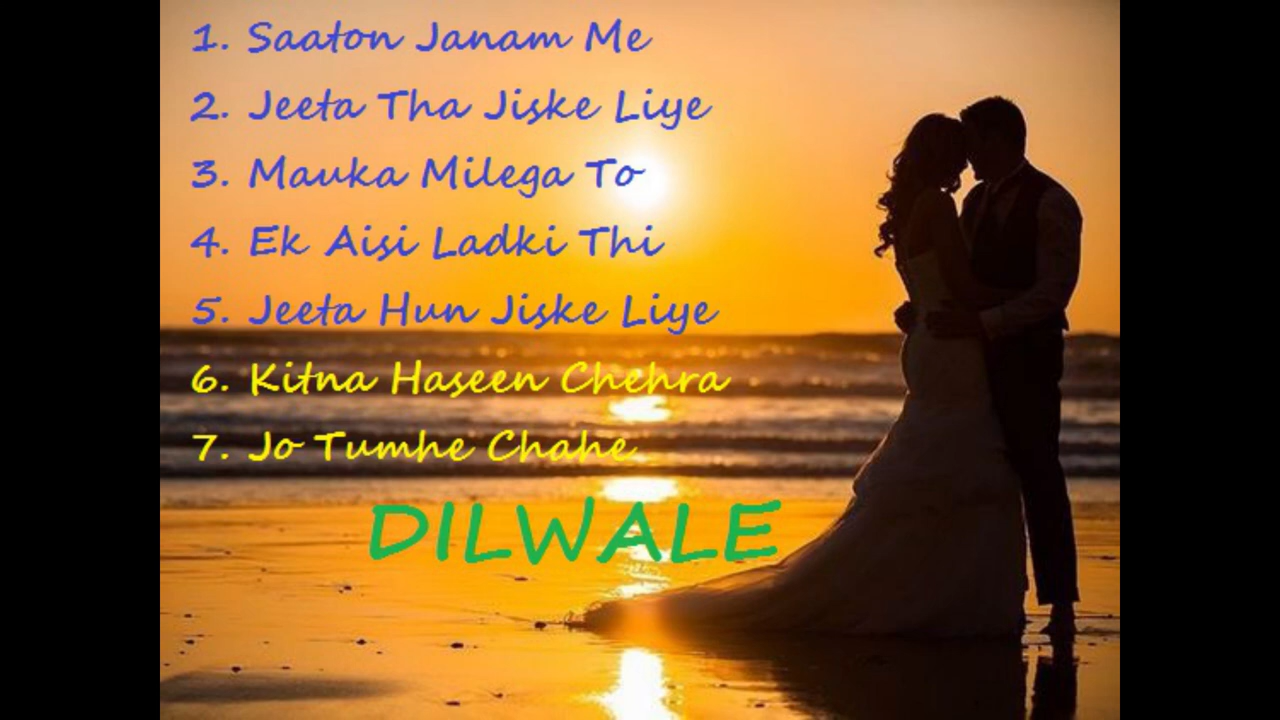 1. Saaton Janam Me
2. Jeeta Tha Jiske Liye
3. Mauka Milega To
4. Ek Aisi Ladki Thi
5. Jeeta Hun Jiske Liye
6. Kitna Haseen Chehra
7. Jo Tumhe Chahe
DILWALE